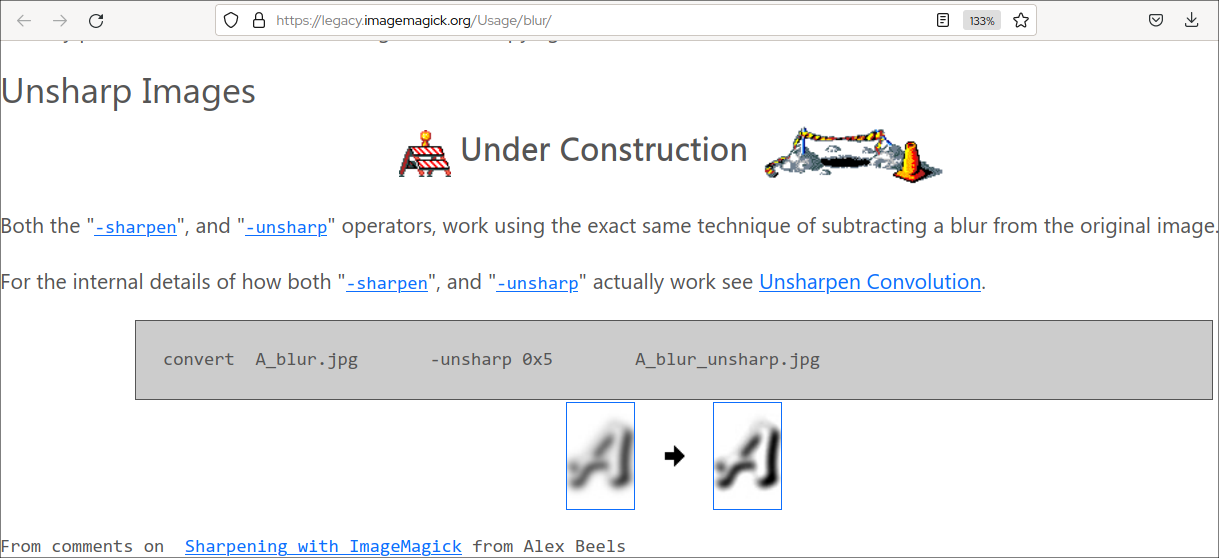 https://legacy.imagemagick.org/Usage/blur/ 133%
Unsharp Images
Under Construction
Both the "-sharpen", and "-unsharp" operators, work using the exact same technique of subtracting a blur from the original image.
For the internal details of how both "-sharpen", and "-unsharp" actually work see Unsharpen Convolution.
convert A_blur.jpg -unsharp 0x5 A_blur_unsharp.jpg
A A
From comments on Sharpening with ImageMagick from Alex Beels